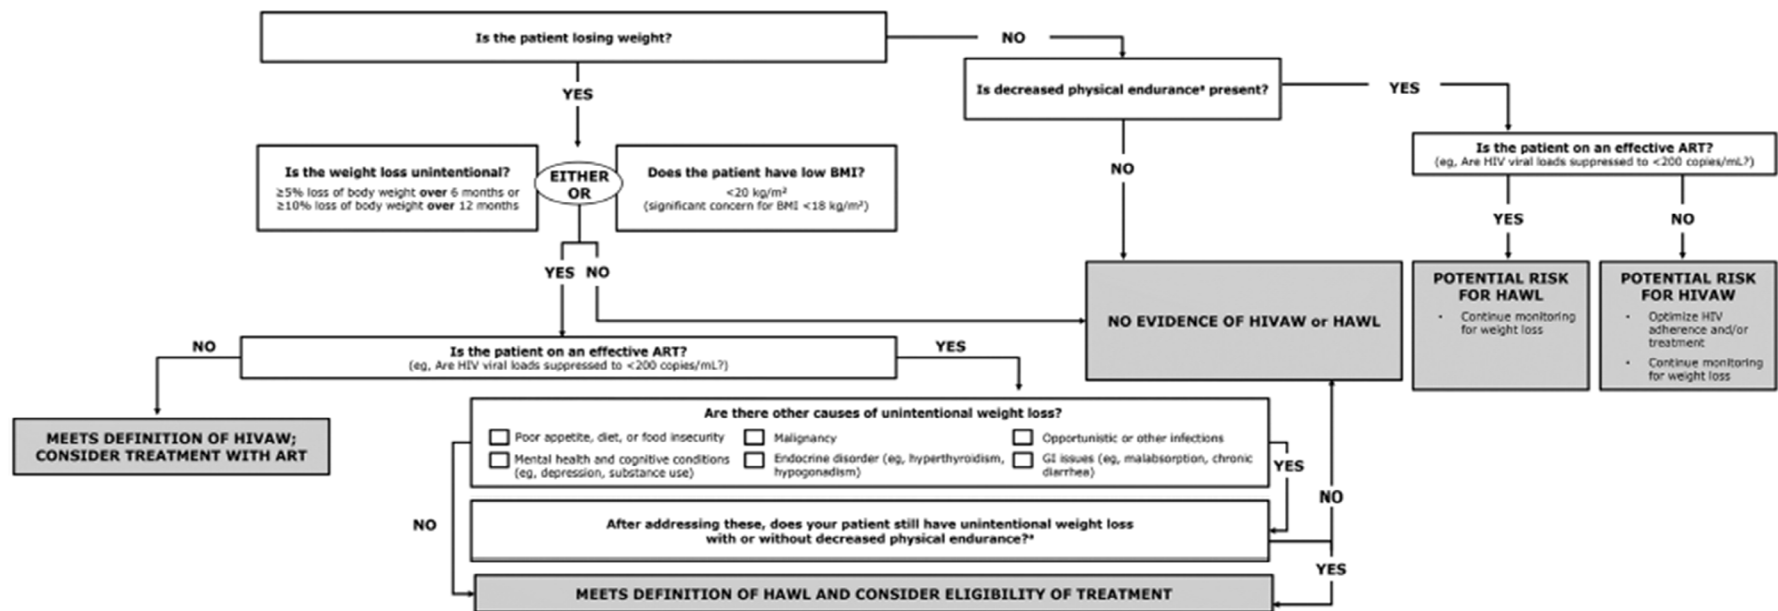 Is the patient losing weight?
NO
YES
Is decreased physical endurance* present?
YES
NO
Is the patient on an effective ART?
(eg, Are HIV viral loads suppressed to <200 copies/mL?)
YES
NO
Is the weight loss unintentional?
≥5% loss of body weight over 6 months or
≥10% loss of body weight over 12 months
EITHER
OR
Does the patient have low BMI?
<20 kg/m²
(significant concern for BMI <18 kg/m²)
YES NO
NO EVIDENCE OF HIVAW or HAWL
POTENTIAL RISK
FOR HAWL
• Continue monitoring
for weight loss
POTENTIAL RISK
FOR HIVAW
• Optimize HIV
adherence and/or
treatment
• Continue monitoring
for weight loss
NO
Is the patient on an effective ART?
(eg, Are HIV viral loads suppressed to <200 copies/mL?)
YES
MEETS DEFINITION OF HIVAW;
CONSIDER TREATMENT WITH ART
Are there other causes of unintentional weight loss?
Poor appetite, diet, or food insecurity
Malignancy
Opportunistic or other infections
Mental health and cognitive conditions
(eg, depression, substance use)
Endocrine disorder (eg, hyperthyroidism,
hypogonadism)
GI issues (eg, malabsorption, chronic
diarrhea)
YES
NO
NO
After addressing these, does your patient still have unintentional weight loss
with or without decreased physical endurance?*
YES
MEETS DEFINITION OF HAWL AND CONSIDER ELIGIBILITY OF TREATMENT